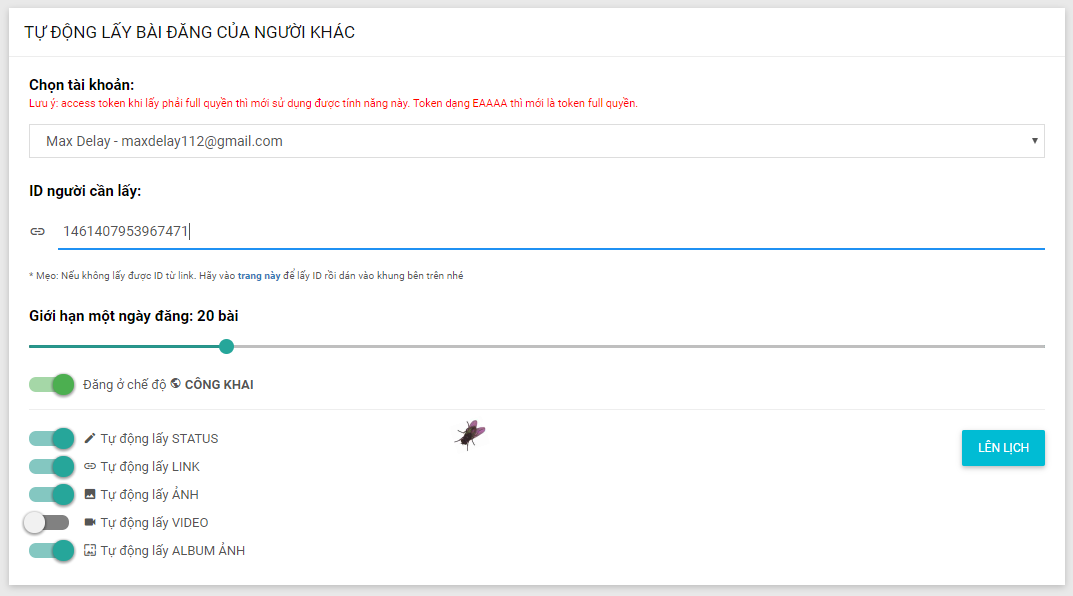 TỰ ĐỘNG LẤY BÀI ĐĂNG CỦA NGƯỜI KHÁC
Chọn tài khoản:
Lưu ý: access token khi lấy phải full quyền thì mới sử dụng được tính năng này. Token dạng EAAAA thì mới là token full quyền.
Max Delay - maxdelay112@gmail.com
ID người cần lấy:
1461407953967471
* Mẹo: Nếu không lấy được ID từ link. Hãy vào trang này để lấy ID rồi dán vào khung bên trên nhé
Giới hạn một ngày đăng: 20 bài
Đăng ở chế độ CÔNG KHAI
Tự động lấy STATUS
LÊN LỊCH
Tự động lấy LINK
Tự động lấy ẢNH
Tự động lấy VIDEO
Tự động lấy ALBUM ẢNH